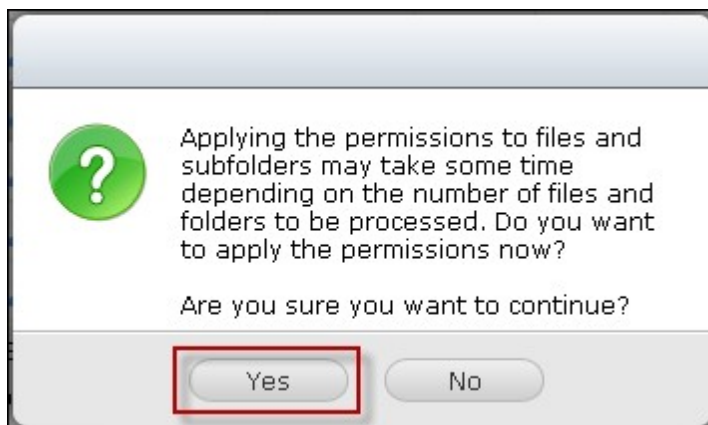 Applying the permissions to files and
subfolders may take some time
depending on the number of files and
folders to be processed. Do you want
to apply the permissions now?
Are you sure you want to continue?
Yes
No